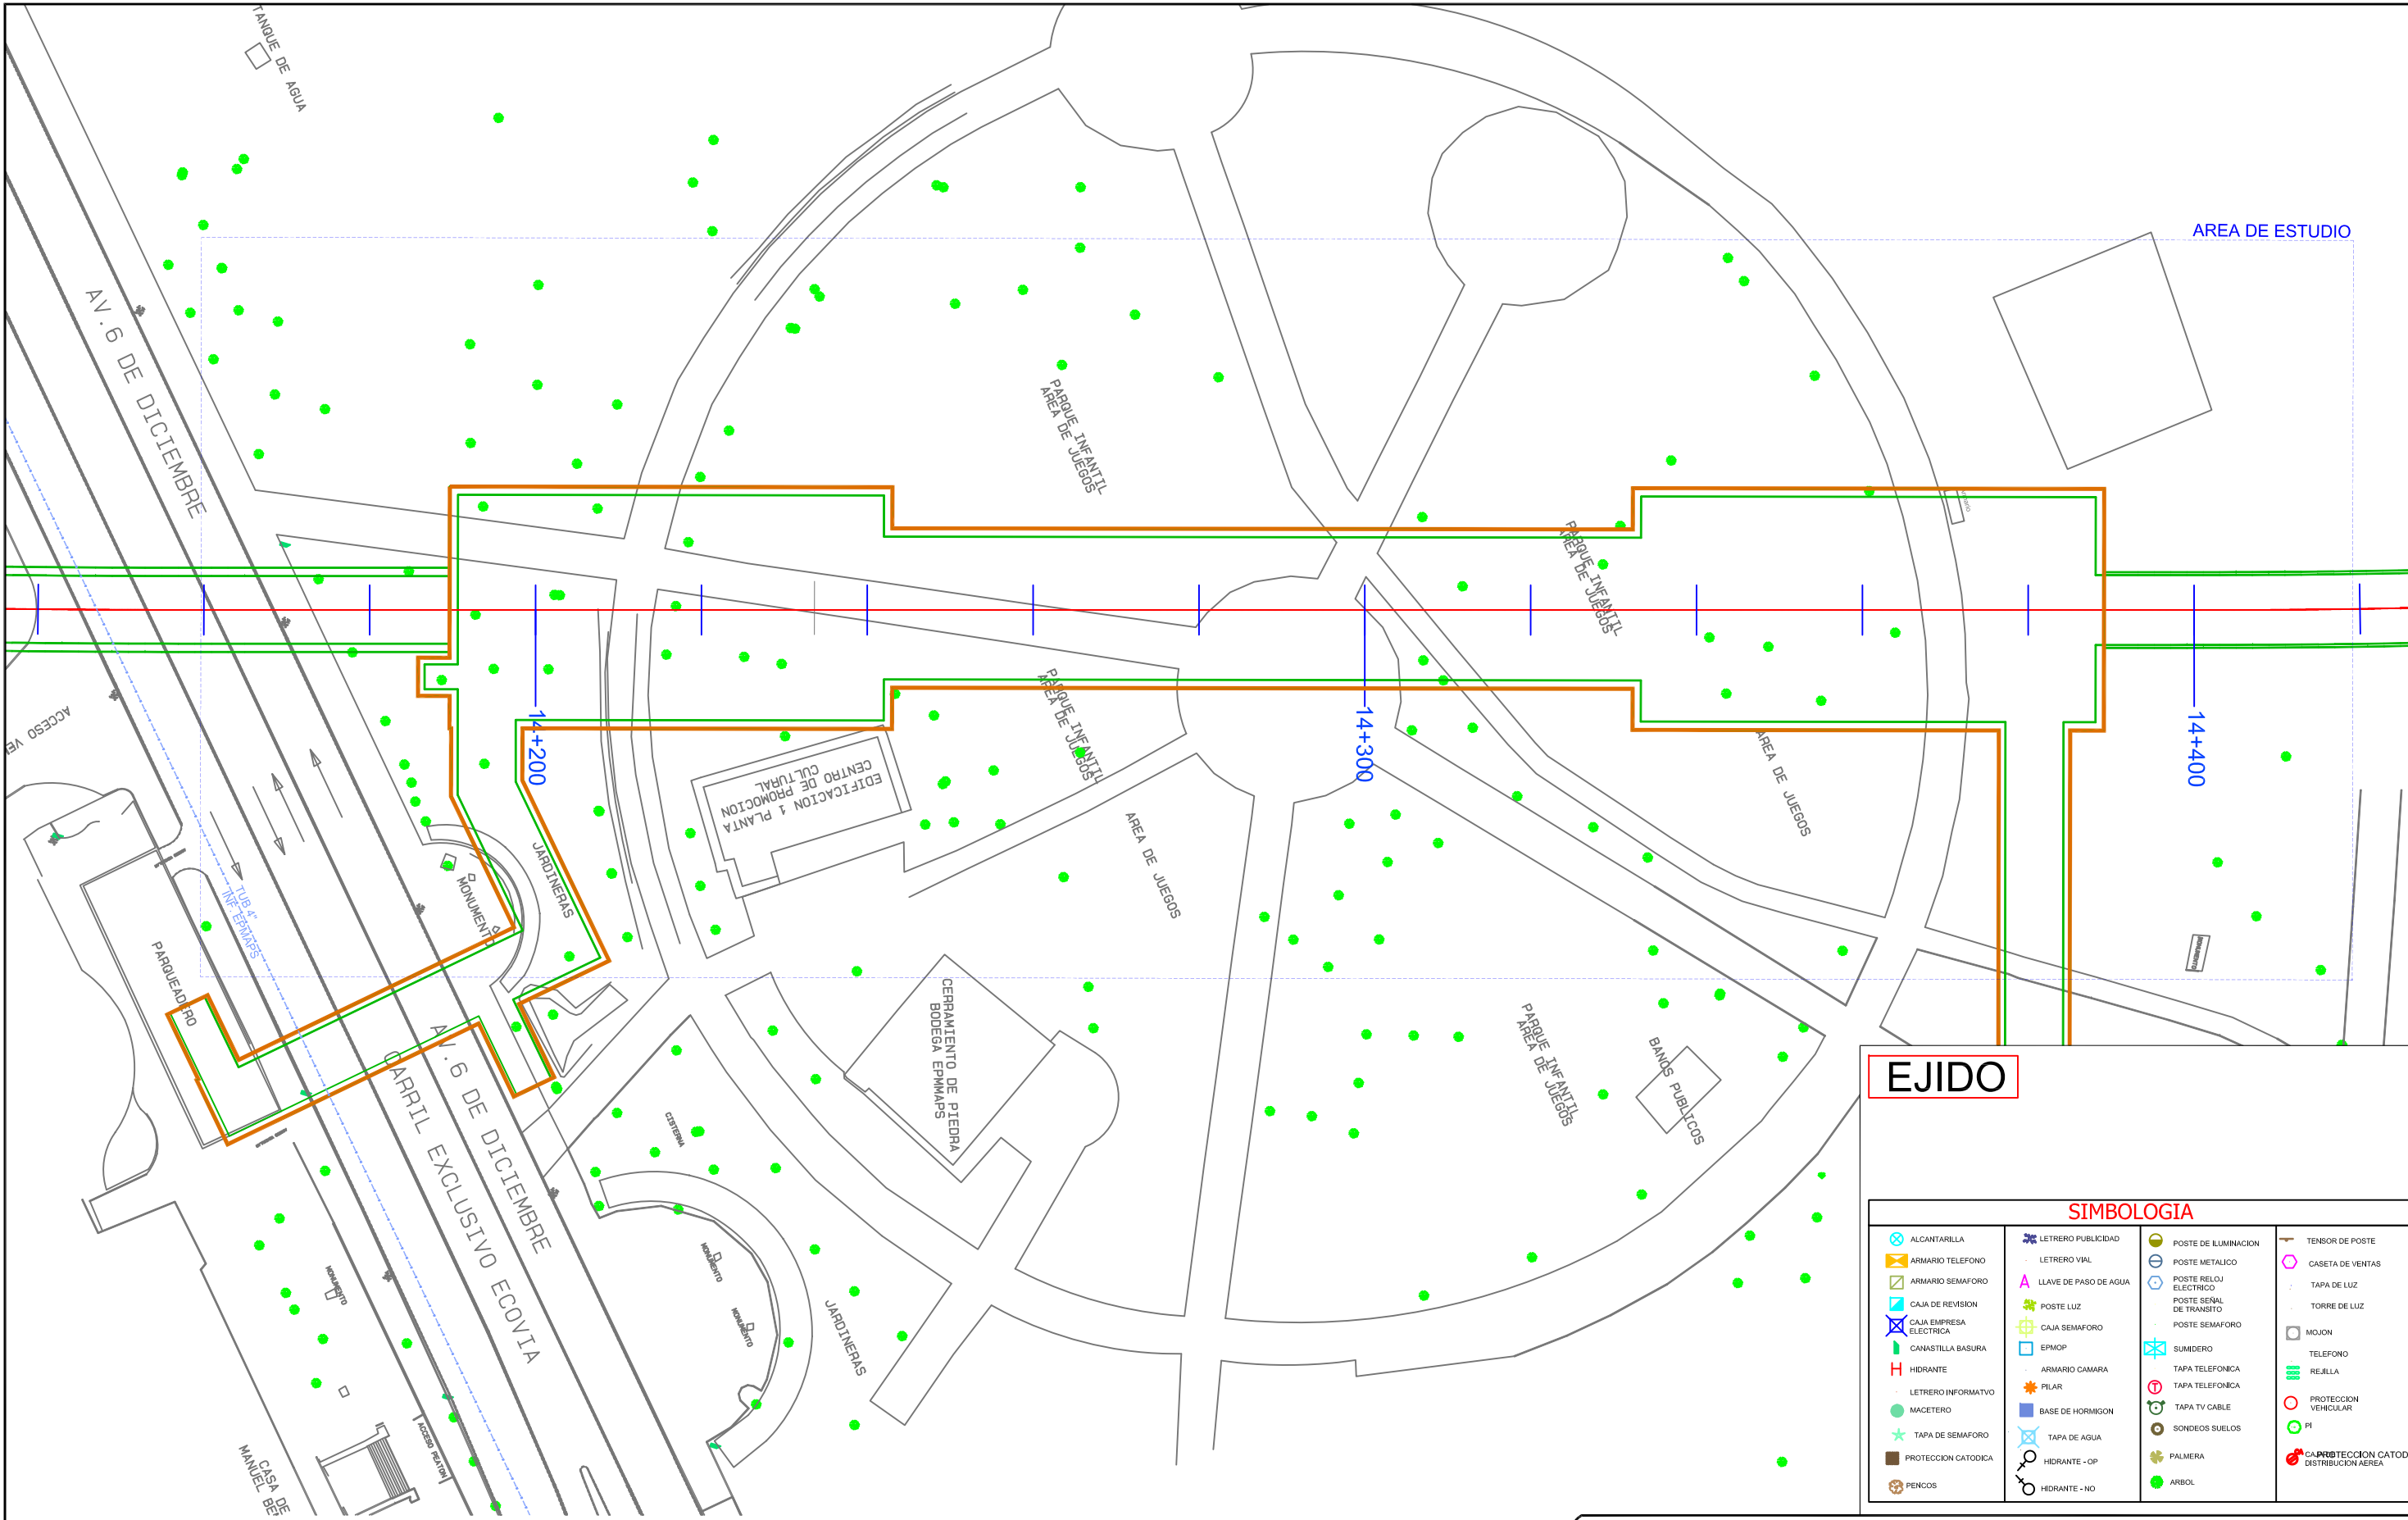 TANQUE DE AGUA
AREA DE ESTUDIO
AV.6 DE DICIEMBRE
PARQUE INFANTIL
AREA DE JUEGOS
PARQUE INFANTIL
AREA DE JUEGOS
PARQUE INFANTIL
AREA DE JUEGOS
14+200
14+300
14+400
ACCESO
AREA DE JUEGOS
AREA DE JUEGOS
EDIFICACION 1 PLANTA
CENTRO DE PROMOCION
CULTURAL
JARDINERAS
MONUMENTO
TUB 4"
INF. EPMAPS
PARQUEADERO
MONUMENTO
CERRAMIENTO DE PIEDRA
BODEGA EPMAPS
PARQUE INFANTIL
AREA DE JUEGOS
BANOS PUBLICOS
AV.6 DE DICIEMBRE
CARRIL EXCLUSIVO ECOVIA
CISTERNA
MONUMENTO
MONUMENTO
MONUMENTO
JARDINERAS
ACCESO PEATON
CASA DE
MANUEL
EJIDO
SIMBOLOGIA
ALCANTARILLA
ARMARIO TELEFONO
ARMARIO SEMAFORO
CAJA DE REVISION
CAJA EMPRESA
ELECTRICA
CANASTILLA BASURA
HIDRANTE
LETRERO INFORMATVO
MACETERO
TAPA DE SEMAFORO
PROTECCION CATODICA
PENCOS
LETRERO PUBLICIDAD
LETRERO VIAL
LLAVE DE PASO DE AGUA
POSTE LUZ
CAJA SEMAFORO
EPMOP
ARMARIO CAMARA
PILAR
BASE DE HORMIGON
TAPA DE AGUA
HIDRANTE - OP
HIDRANTE - NO
POSTE DE ILUMINACION
POSTE METALICO
POSTE RELOJ
ELECTRICO
POSTE SEÑAL
DE TRANSITO
POSTE SEMAFORO
SUMIDERO
TAPA TELEFONICA
TAPA TELEFONICA
TAPA TV CABLE
SONDEOS SUELOS
PALMERA
ARBOL
TENSOR DE POSTE
CASETA DE VENTAS
TAPA DE LUZ
TORRE DE LUZ
MOJON
TELEFONO
REJILLA
PROTECCION
VEHICULAR
PI
PROTECCION CATOD
DISTRIBUCION AEREA